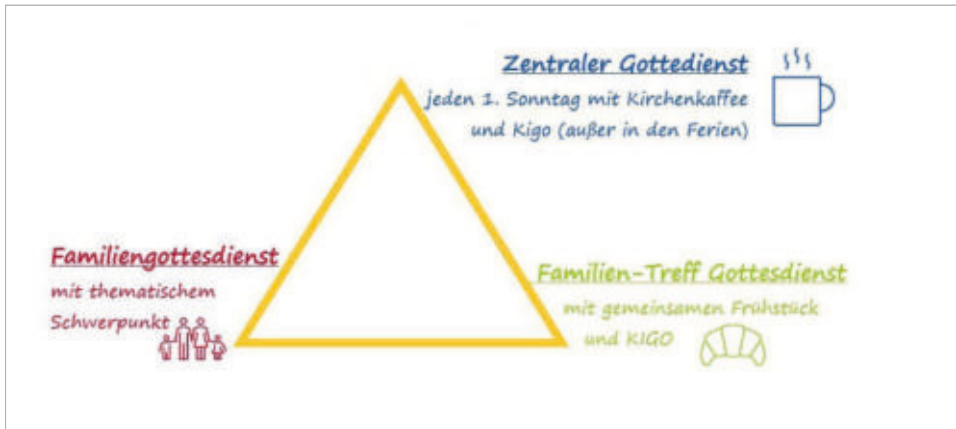 Zentraler Gottedienst
jeden 1. Sonntag mit Kirchenkaffee
und Kigo (außer in den Ferien)
Familiengottesdienst
mit thematischem
Schwerpunkt
Familien-Treff Gottesdienst
mit gemeinsamen Frühstück
und KIGO